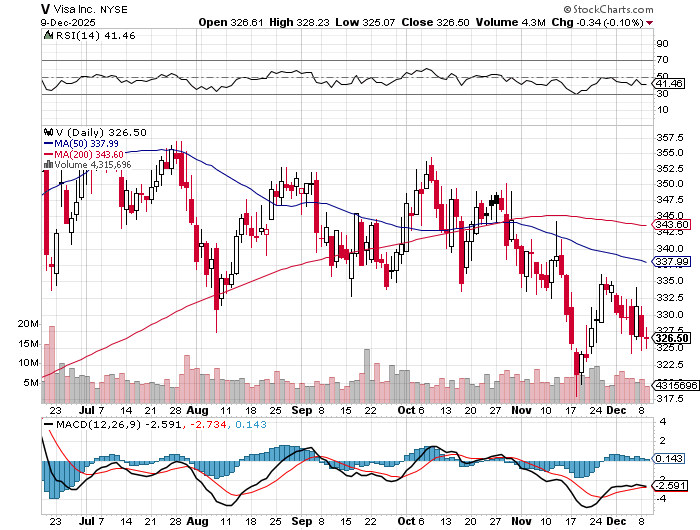 V Visa Inc. NYSE © StockCharts.com
9-Dec-2025 Open 326.61 High 328.23 Low 325.07 Close 326.50 Volume 4.3M Chg -0.34 (-0.10%)
RSI(14) 41.46
90
70
50
41.46
30
10
V (Daily) 326.50
MA(50) 337.99
MA(200) 343.60
Volume 4,315,696
357.5
355.0
352.5
350.0
347.5
345.0
343.60
342.5
340.0
337.99
335.0
332.5
330.0
327.5
326.50
325.0
322.5
4315696
317.5
20M
15M
10M
5M
23 Jul 7 14 21 28 Aug 11 18 25 Sep 8 15 22 Oct 6 13 20 27 Nov 10 17 24 Dec 8
MACD(12,26,9) -2.591, -2.734, 0.143
4
2
0.143
-2.591
-4
23 Jul 7 14 21 28 Aug 11 18 25 Sep 8 15 22 Oct 6 13 20 27 Nov 10 17 24 Dec 8